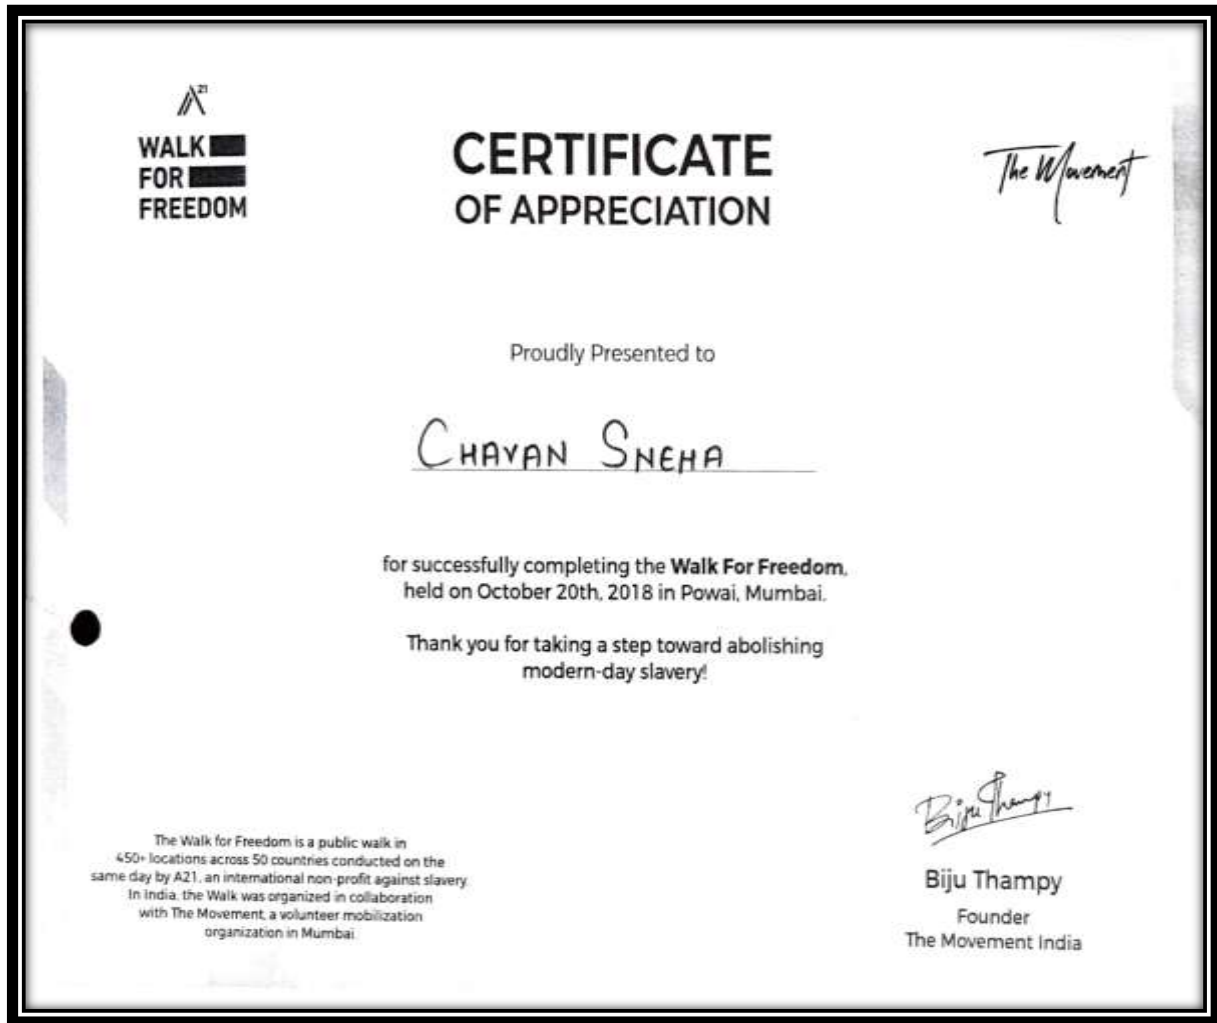 A21
WALK
FOR
FREEDOM
CERTIFICATE
OF APPRECIATION
The Movement
Proudly Presented to
CHAVAN SNEHA
for successfully completing the Walk For Freedom,
held on October 20th, 2018 in Powai, Mumbai.
Thank you for taking a step toward abolishing
modern-day slavery!
The Walk for Freedom is a public walk in
450+ locations across 50 countries conducted on the
same day by A21, an international non-profit against slavery.
In India, the Walk was organized in collaboration
with The Movement, a volunteer mobilization
organization in Mumbai.
Biju Thampy
Biju Thampy
Founder
The Movement India